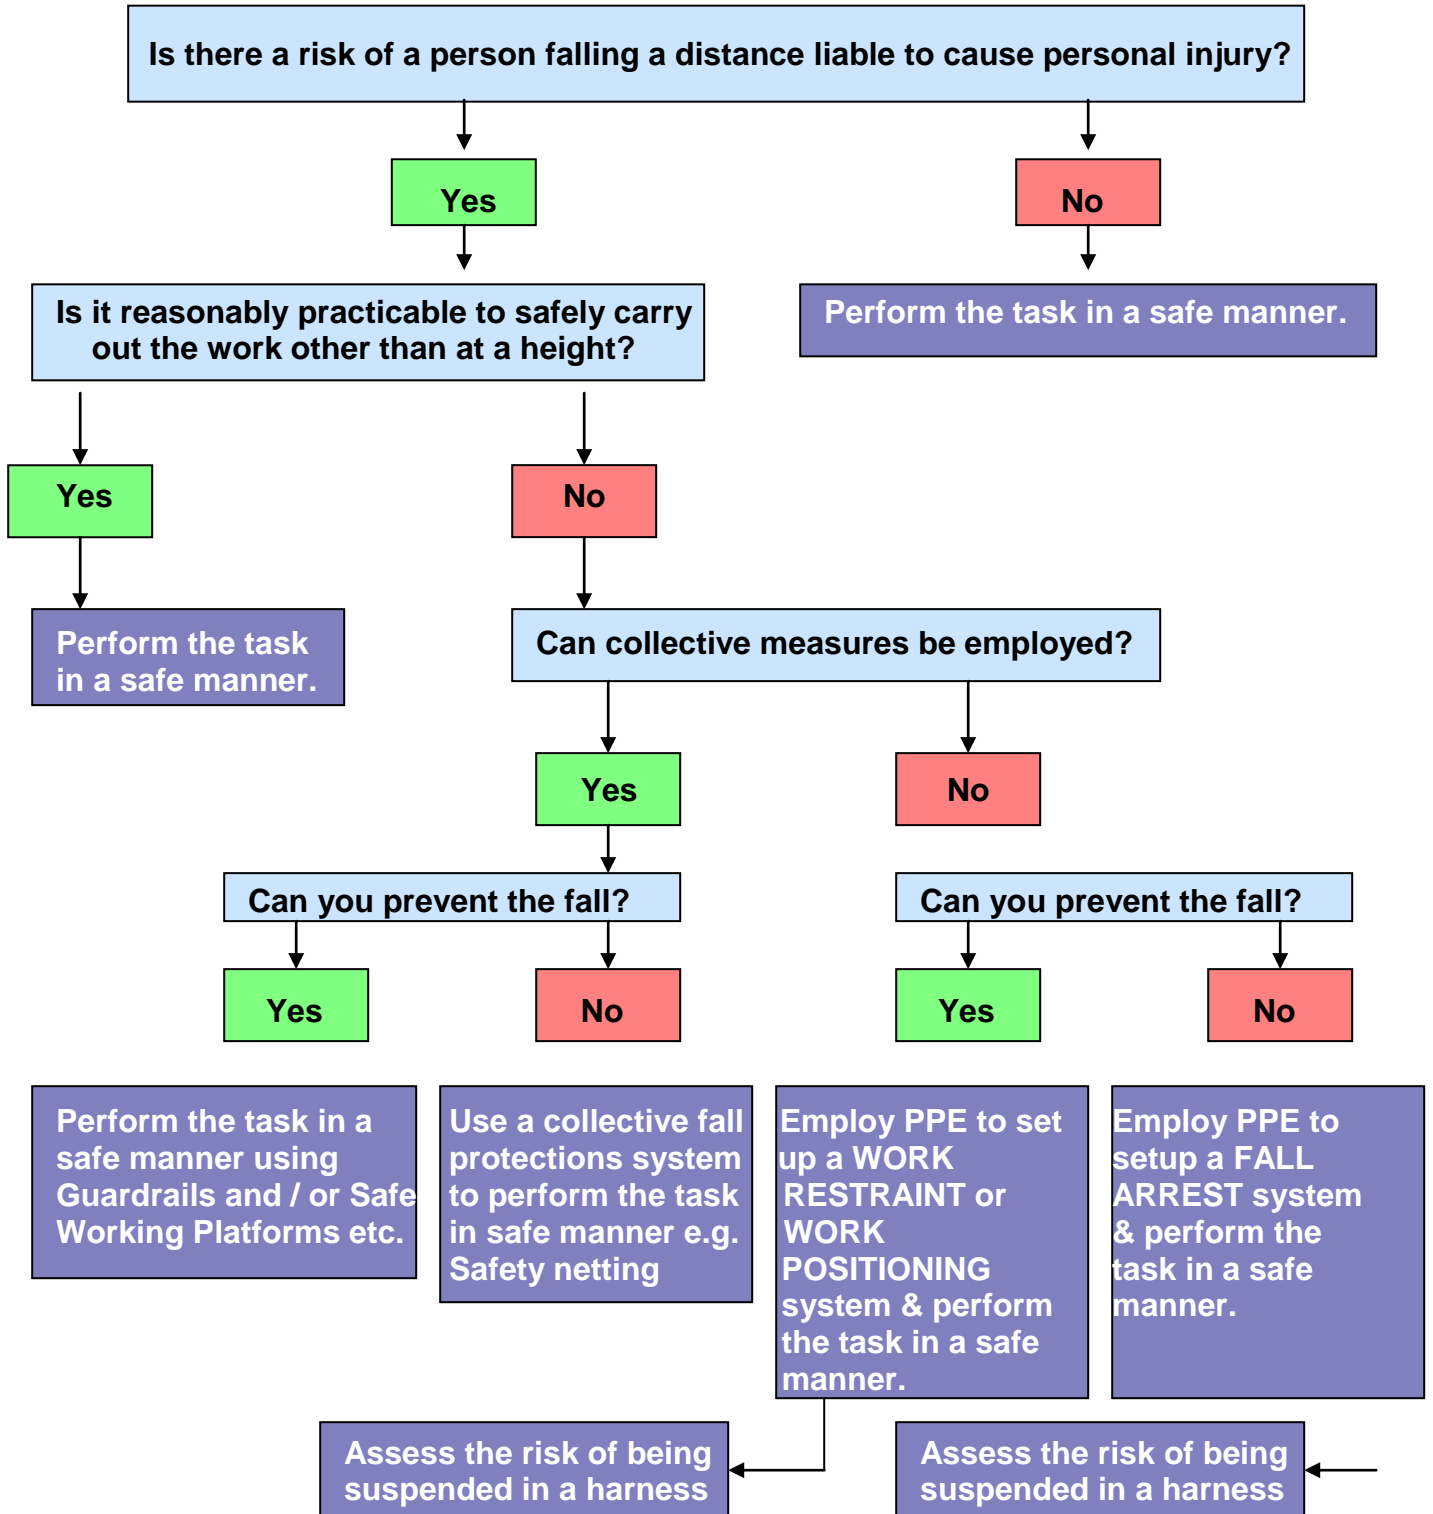 Is there a risk of a person falling a distance liable to cause personal injury?
Yes
No
Is it reasonably practicable to safely carry
out the work other than at a height?
Perform the task in a safe manner.
Yes
No
Perform the task
in a safe manner.
Can collective measures be employed?
Yes
No
Can you prevent the fall?
Can you prevent the fall?
Yes
No
Yes
No
Perform the task in a
safe manner using
Guardrails and / or Safe
Working Platforms etc.
Use a collective fall
protections system
to perform the task
in safe manner e.g.
Safety netting
Employ PPE to set
up a WORK
RESTRAINT or
WORK
POSITIONING
system & perform
the task in a safe
manner.
Employ PPE to
setup a FALL
ARREST system
& perform the
task in a safe
manner.
Assess the risk of being
suspended in a harness
Assess the risk of being
suspended in a harness